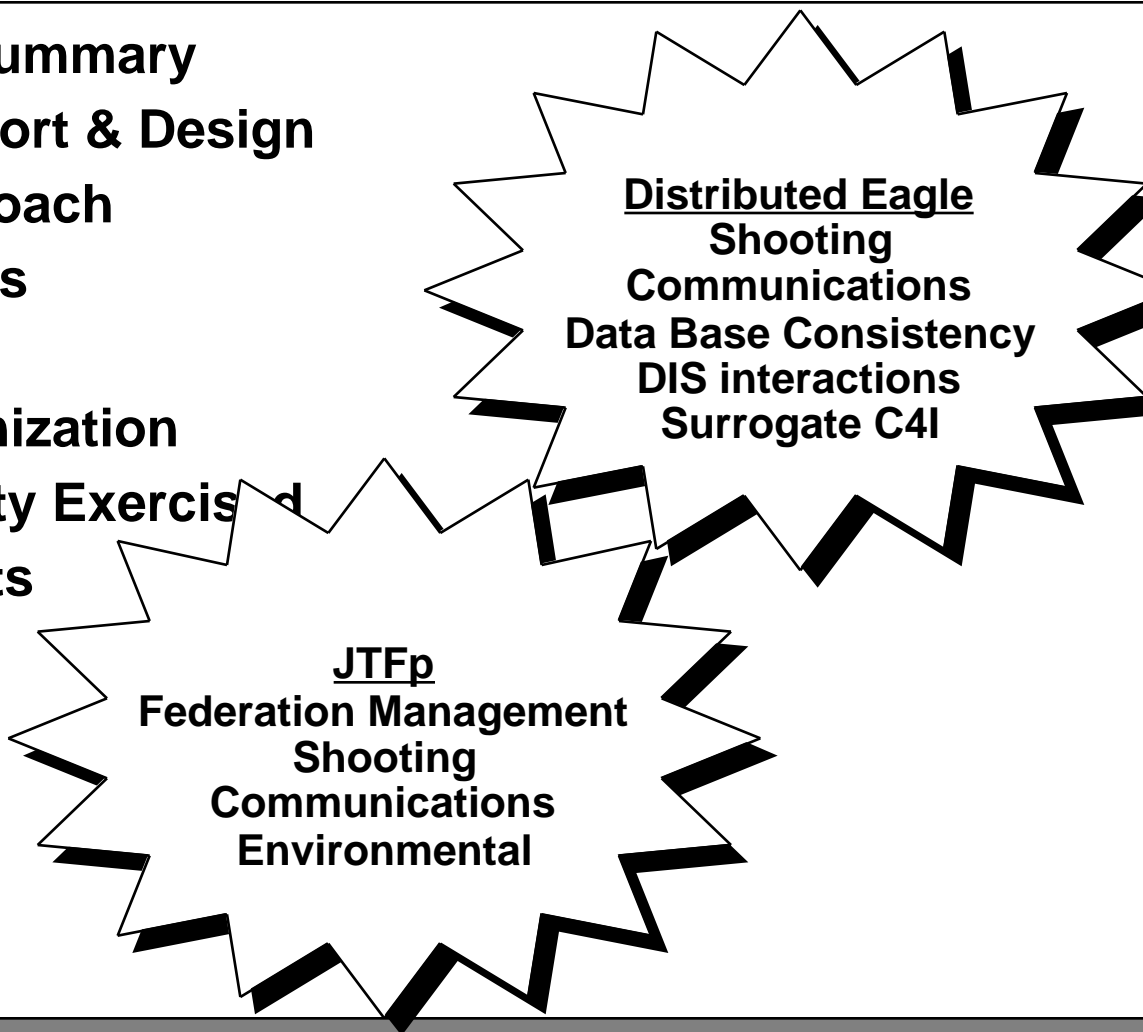 ummary
ort & Design
oach
s
nization
ty Exercised
ts
Distributed Eagle
Shooting
Communications
Data Base Consistency
DIS interactions
Surrogate C4I
JTFp
Federation Management
Shooting
Communications
Environmental